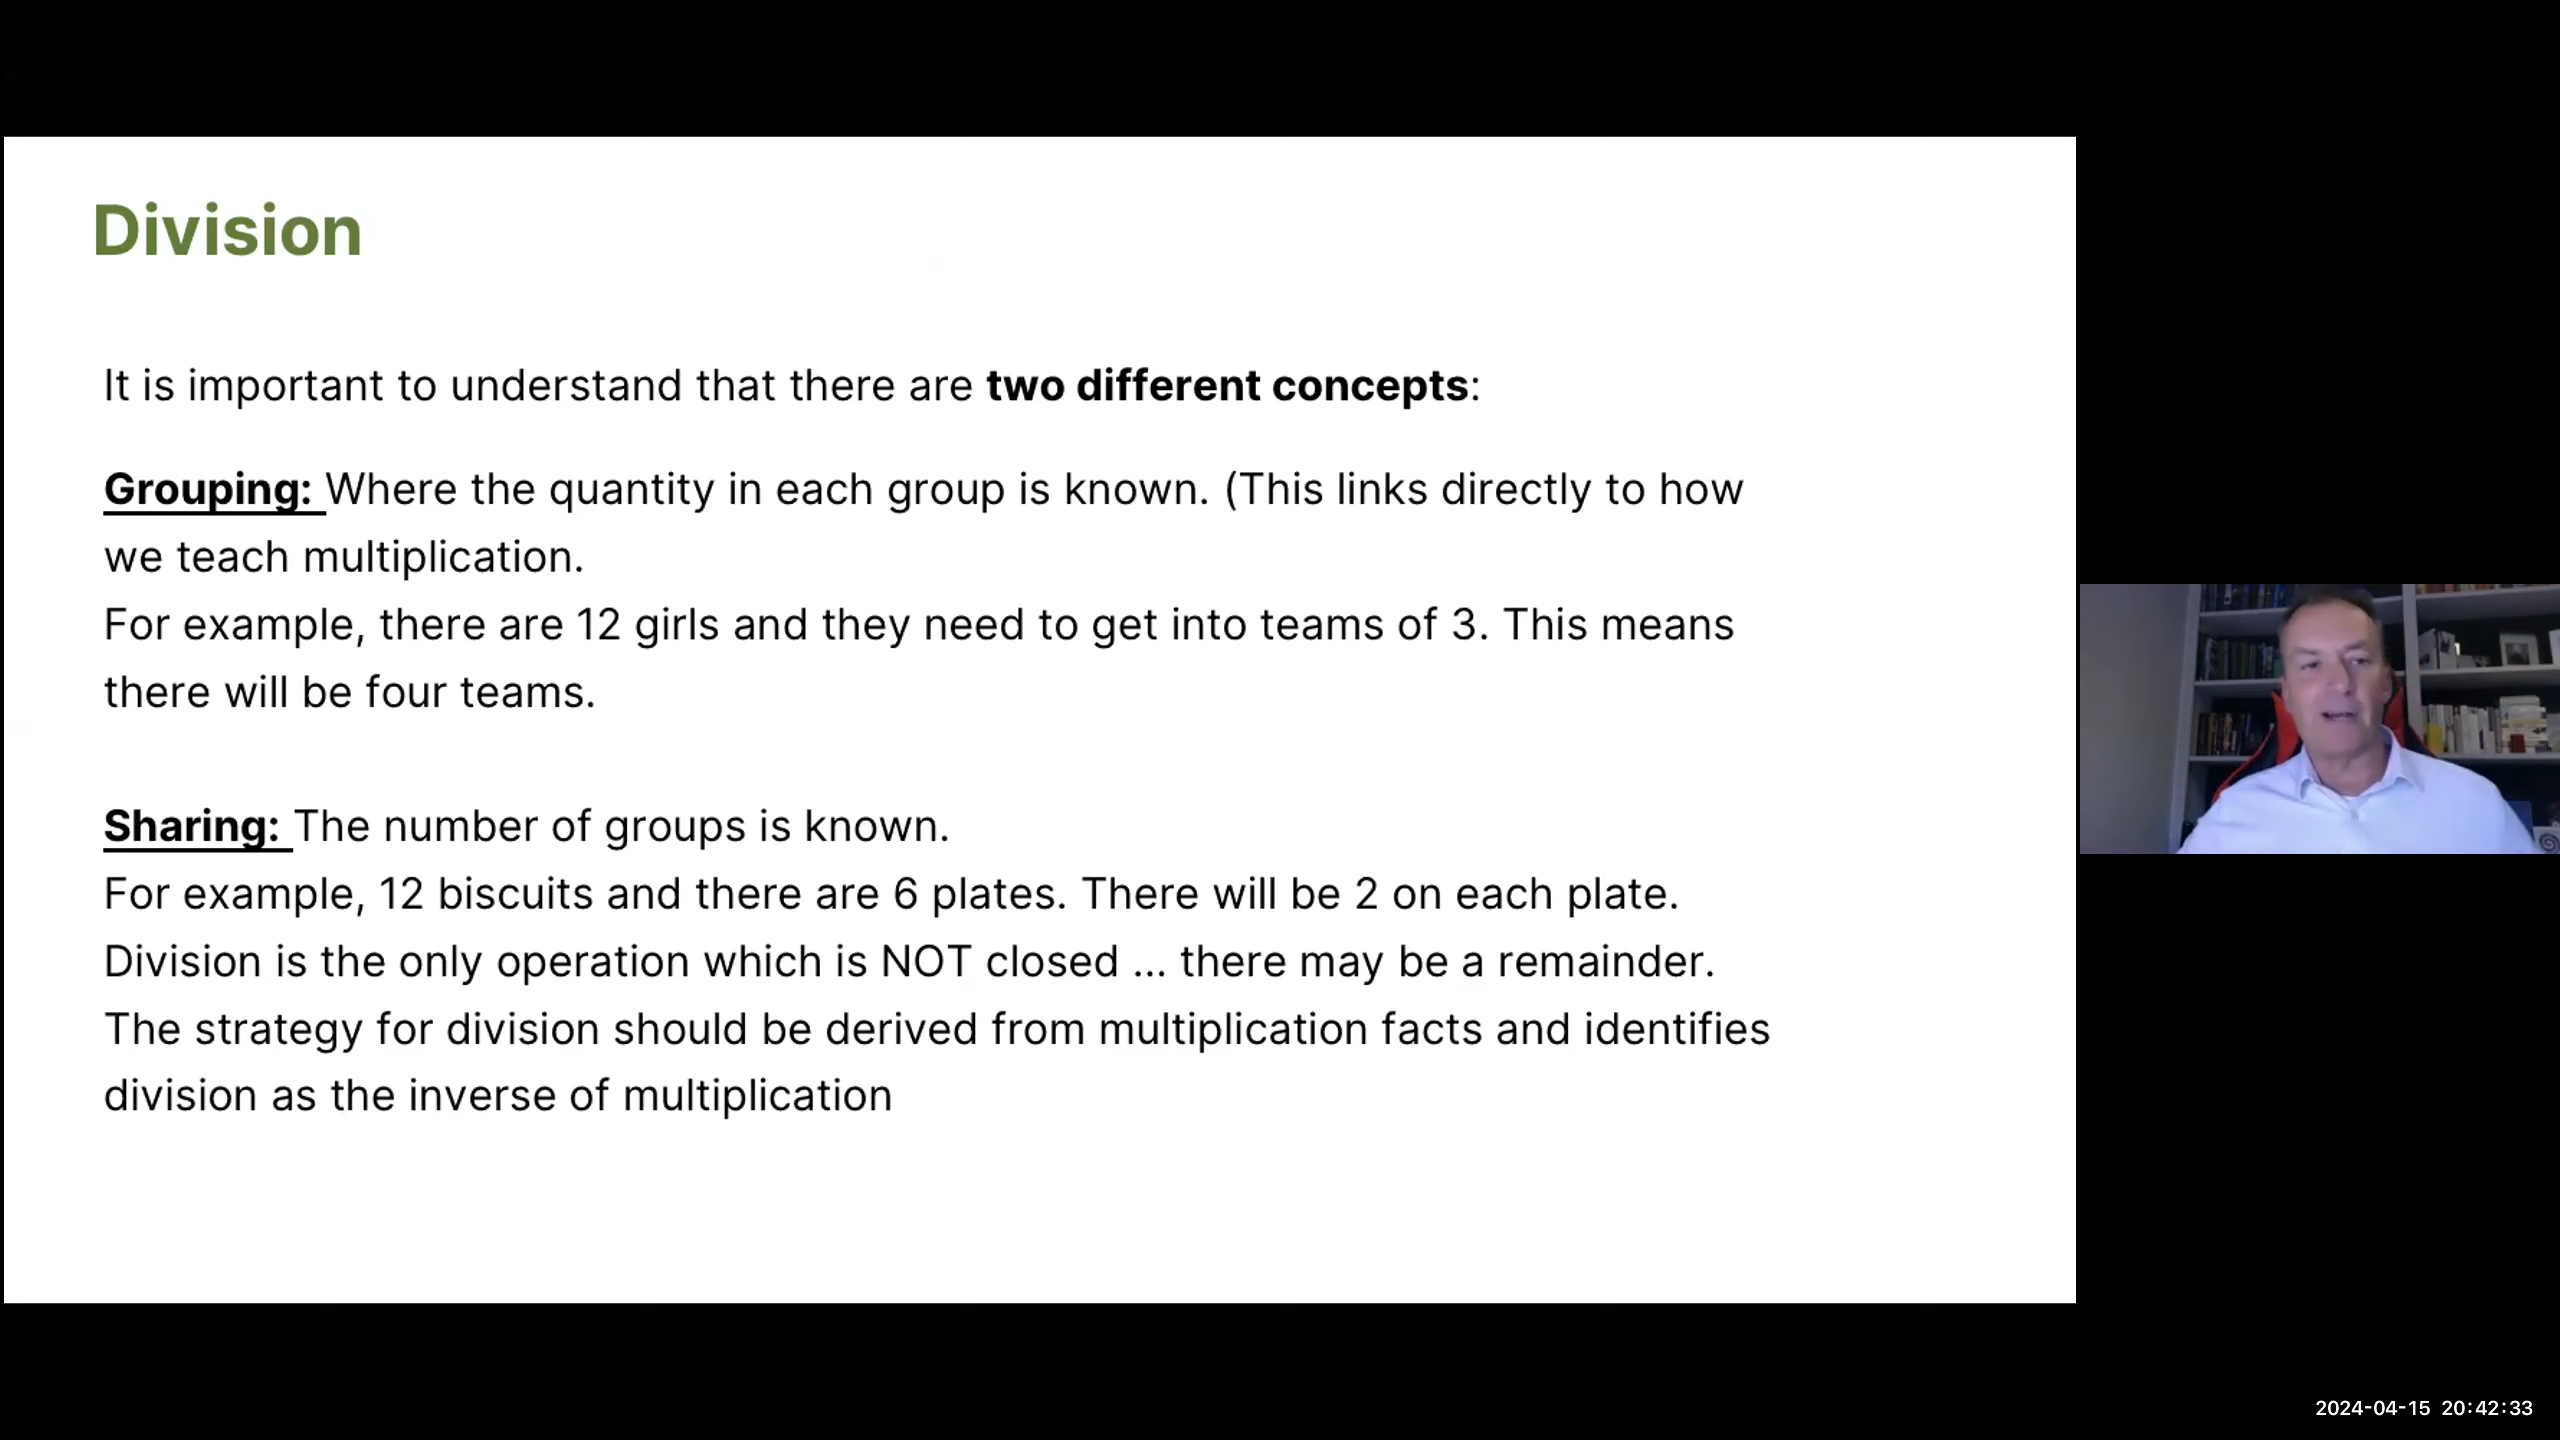 Division
It is important to understand that there are two different concepts:
Grouping: Where the quantity in each group is known. (This links directly to how
we teach multiplication.
For example, there are 12 girls and they need to get into teams of 3. This means
there will be four teams.
Sharing: The number of groups is known.
For example, 12 biscuits and there are 6 plates. There will be 2 on each plate.
Division is the only operation which is NOT closed ... there may be a remainder.
The strategy for division should be derived from multiplication facts and identifies
division as the inverse of multiplication
2024-04-15 20:42:33